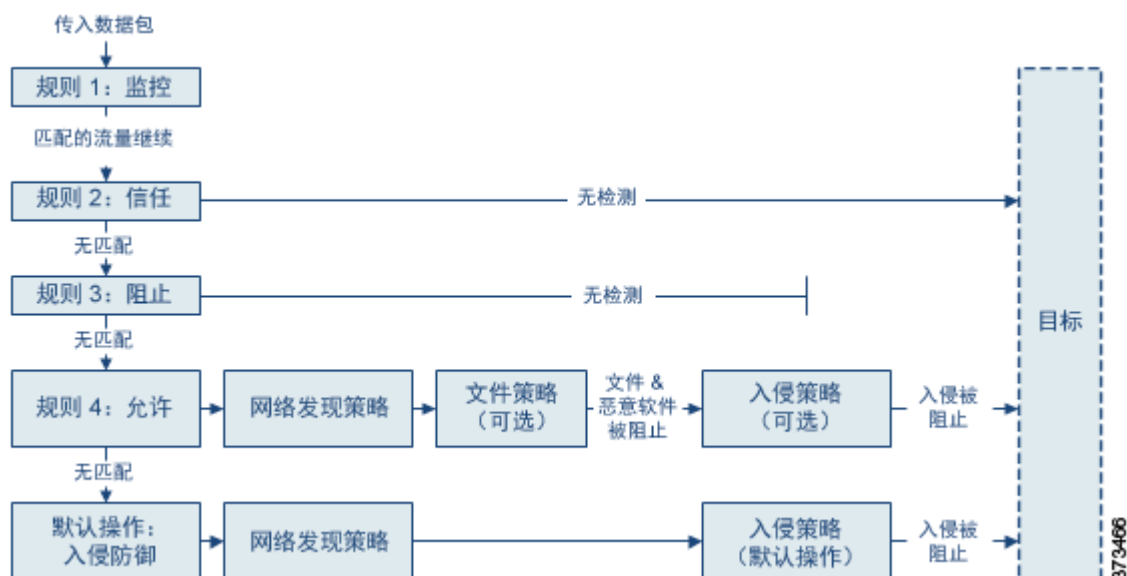 传入数据包
规则 1：监控
匹配的流量继续
规则 2：信任
无检测
无匹配
规则 3：阻止
无检测
无匹配
目标
规则 4：允许
网络发现策略
文件策略
（可选）
文件 &
恶意软件
被阻止
入侵策略
（可选）
入侵被
阻止
无匹配
默认操作：
入侵防御
网络发现策略
入侵策略
（默认操作）
入侵被
阻止
373466